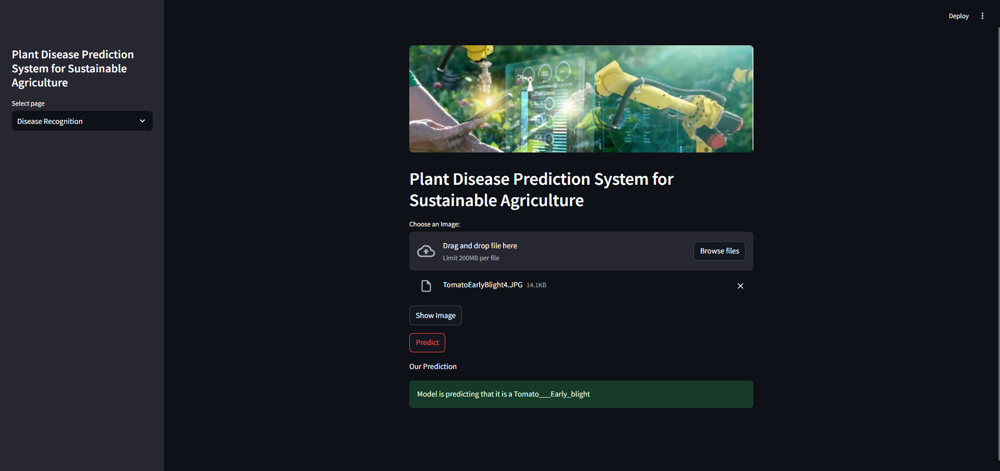 Deploy
Plant Disease Prediction
System for Sustainable
Agriculture
Select page
Disease Recognition
Plant science
Plant Disease Prediction System for
Sustainable Agriculture
Choose an Image:
Drag and drop file here
Limit 200MB per file
Browse files
TomatoEarlyBlight4.JPG 14.1KB
Show Image
Predict
Our Prediction
Model is predicting that it is a Tomato___Early_blight